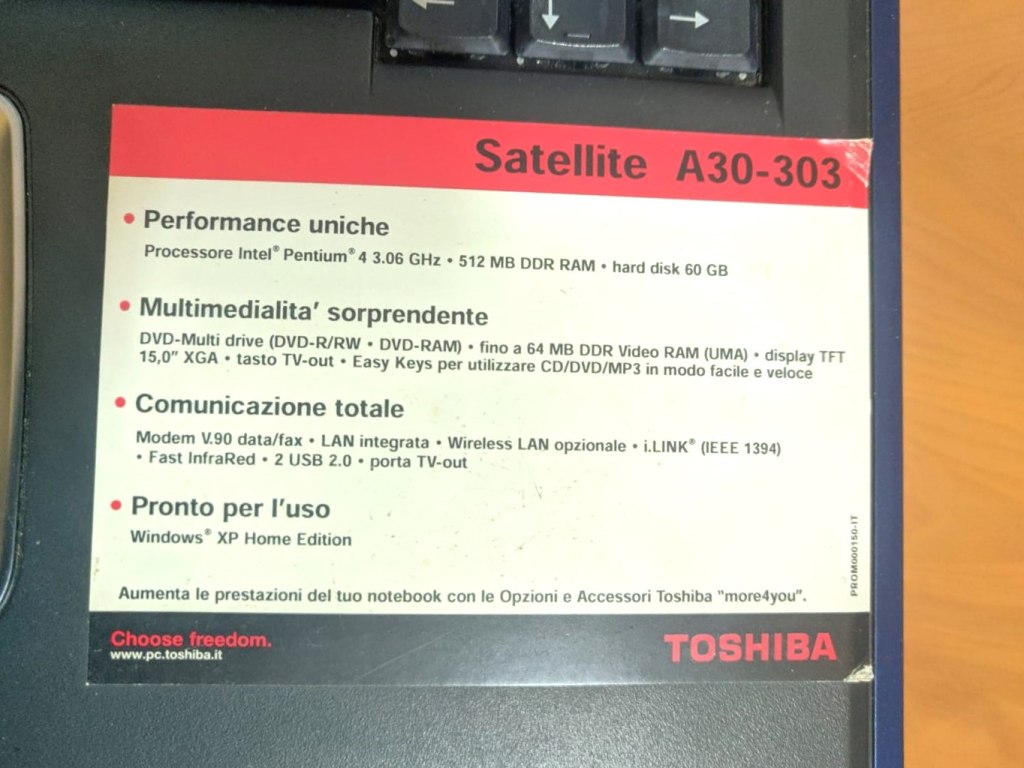 Satellite A30-303
• Performance uniche
Processore Intel® Pentium® 4 3.06 GHz • 512 MB DDR RAM • hard disk 60 GB
• Multimedialita' sorprendente
DVD-Multi drive (DVD-R/RW • DVD-RAM) • fino a 64 MB DDR Video RAM (UMA) • display TFT
15,0" XGA • tasto TV-out • Easy Keys per utilizzare CD/DVD/MP3 in modo facile e veloce
• Comunicazione totale
Modem V.90 data/fax • LAN integrata • Wireless LAN opzionale • i.LINK® (IEEE 1394)
• Fast InfraRed • 2 USB 2.0 • porta TV-out
• Pronto per l'uso
Windows® XP Home Edition
PROM000150-IT
Aumenta le prestazioni del tuo notebook con le Opzioni e Accessori Toshiba "more4you".
Choose freedom.
www.pc.toshiba.it
TOSHIBA